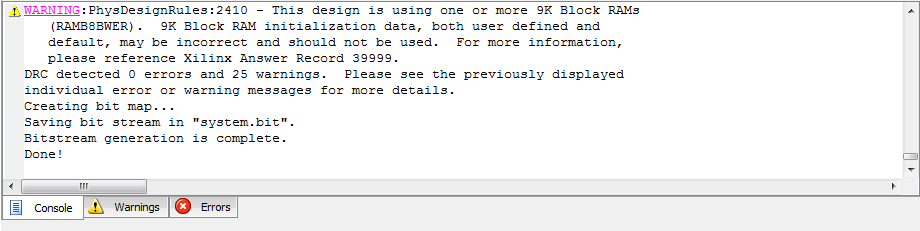 WARNING:PhysDesignRules:2410 - This design is using one or more 9K Block RAMs
(RAMB8BWER).  9K Block RAM initialization data, both user defined and
default, may be incorrect and should not be used.  For more information,
please reference Xilinx Answer Record 39999.
DRC detected 0 errors and 25 warnings.  Please see the previously displayed
individual error or warning messages for more details.
Creating bit map...
Saving bit stream in "system.bit".
Bitstream generation is complete.
Done!
Console Warnings Errors